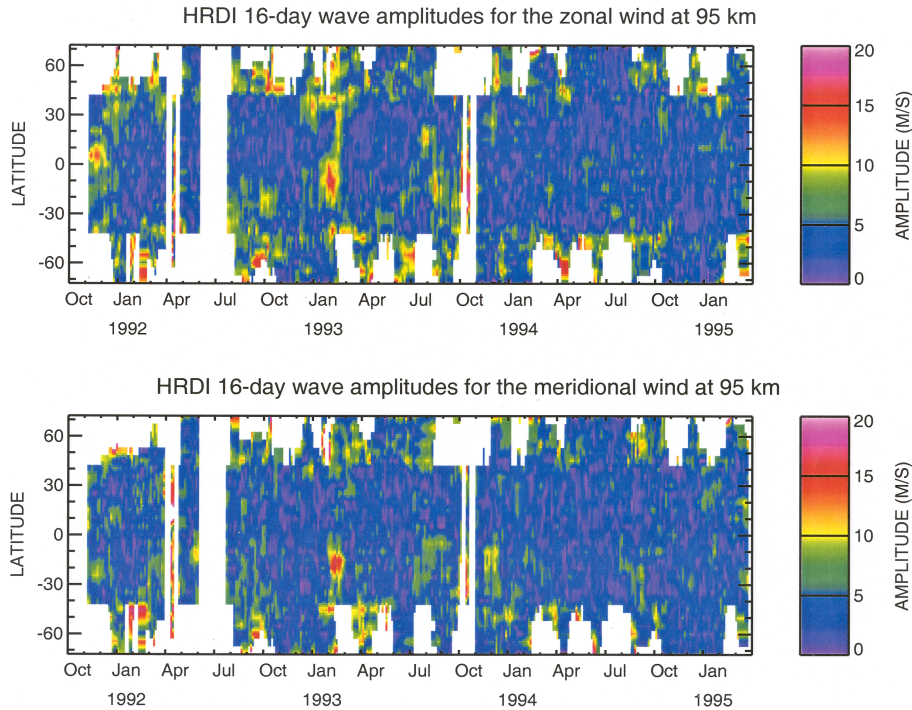 HRDI 16-day wave amplitudes for the zonal wind at 95 km
60
30
0
-30
-60
LATITUDE
Oct Jan Apr Jul Oct Jan Apr Jul Oct Jan Apr Jul Oct Jan
1992 1993 1994 1995
20
15
10
5
0
AMPLITUDE (M/S)
HRDI 16-day wave amplitudes for the meridional wind at 95 km
60
30
0
-30
-60
LATITUDE
Oct Jan Apr Jul Oct Jan Apr Jul Oct Jan Apr Jul Oct Jan
1992 1993 1994 1995
20
15
10
5
0
AMPLITUDE (M/S)